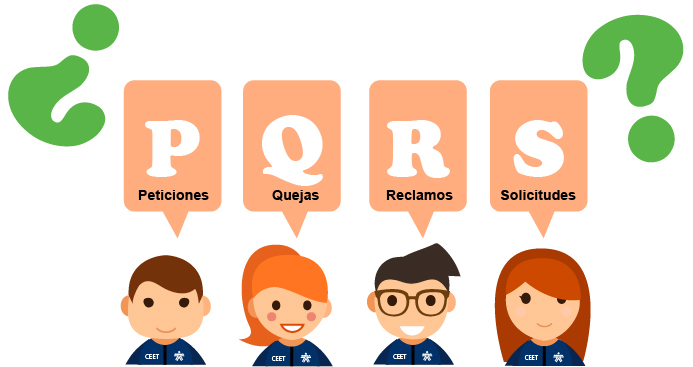 ¿ ?
P Q R S
Peticiones Quejas Reclamos Solicitudes
CEET CEET CEET CEET